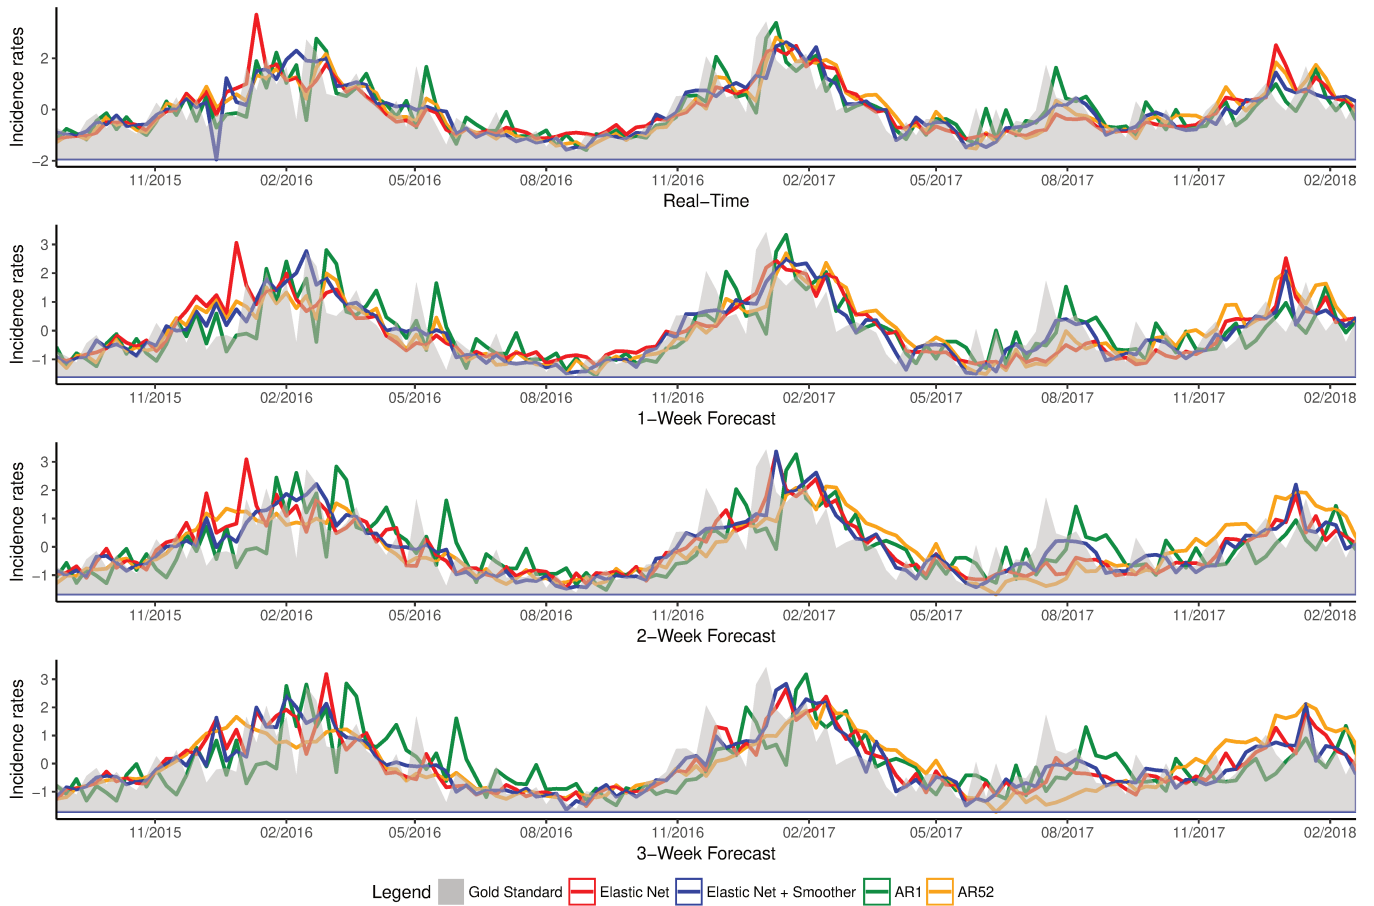 Incidence rates
2
0
−2
11/2015 02/2016 05/2016 08/2016 11/2016 02/2017 05/2017 08/2017 11/2017 02/2018
Real−Time
Incidence rates
3
2
1
0
−1
11/2015 02/2016 05/2016 08/2016 11/2016 02/2017 05/2017 08/2017 11/2017 02/2018
1−Week Forecast
Incidence rates
3
2
1
0
−1
11/2015 02/2016 05/2016 08/2016 11/2016 02/2017 05/2017 08/2017 11/2017 02/2018
2−Week Forecast
Incidence rates
3
2
1
0
−1
11/2015 02/2016 05/2016 08/2016 11/2016 02/2017 05/2017 08/2017 11/2017 02/2018
3−Week Forecast
Legend Gold Standard Elastic Net Elastic Net + Smoother AR1 AR52